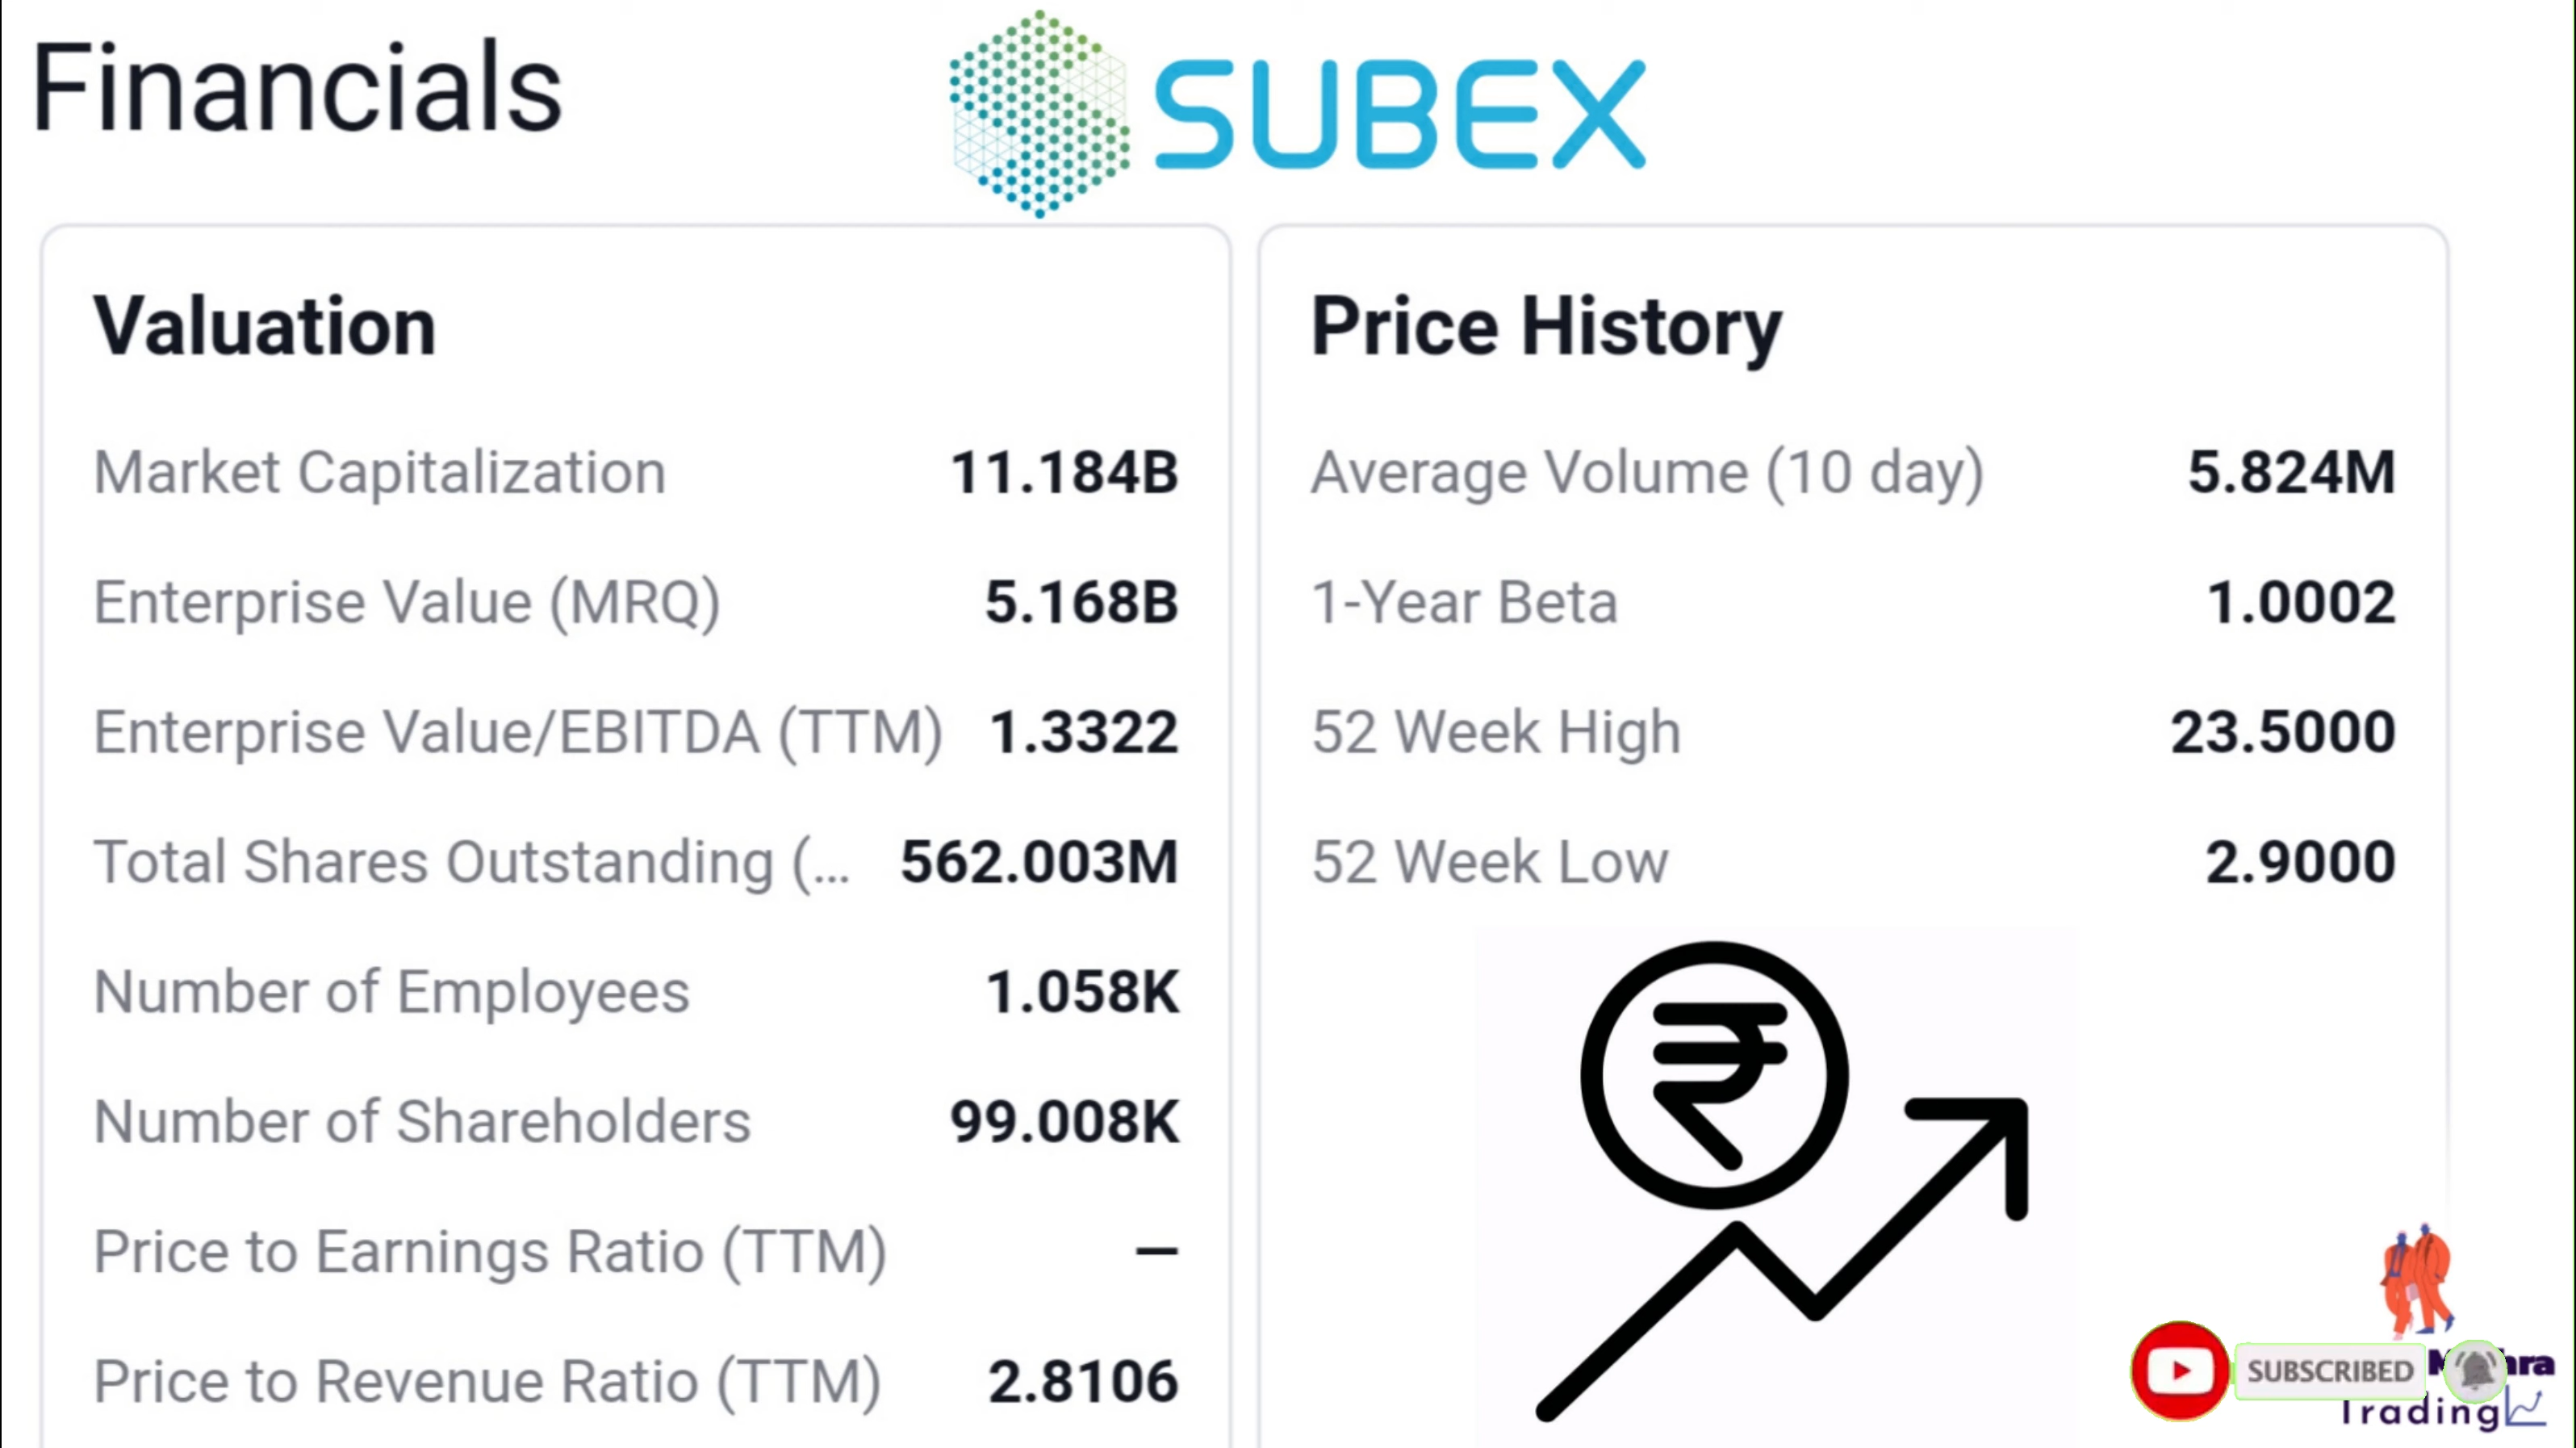 Financials
SUBEX
Valuation
Market Capitalization 11.184B
Enterprise Value (MRQ) 5.168B
Enterprise Value/EBITDA (TTM) 1.3322
Total Shares Outstanding (... 562.003M
Number of Employees 1.058K
Number of Shareholders 99.008K
Price to Earnings Ratio (TTM) —
Price to Revenue Ratio (TTM) 2.8106
Price History
Average Volume (10 day) 5.824M
1-Year Beta 1.0002
52 Week High 23.5000
52 Week Low 2.9000
₹
SUBSCRIBED
Trading